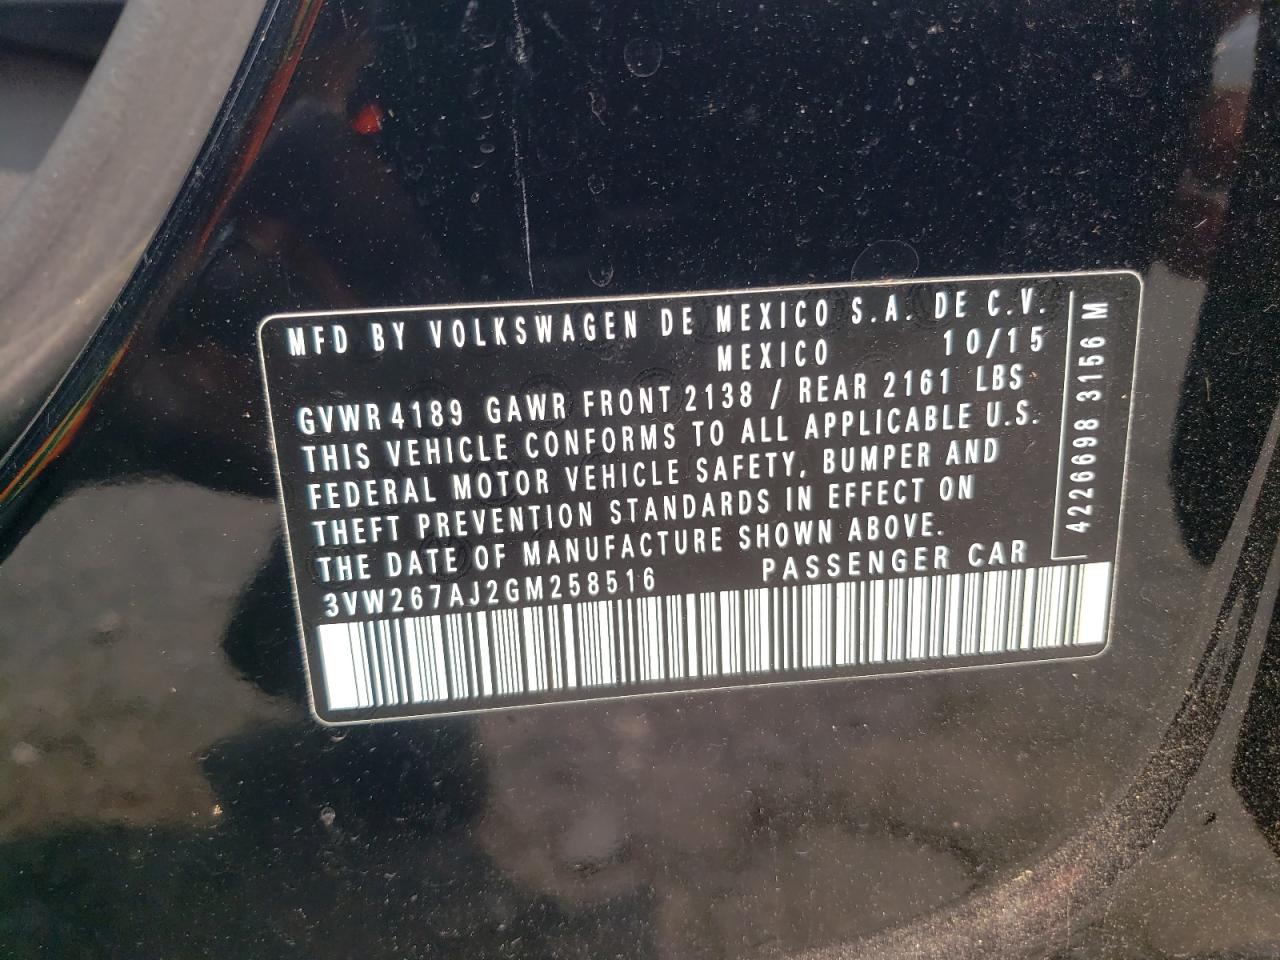 MFD BY VOLKSWAGEN DE MEXICO S.A. DE C.V.
MEXICO 10/15
GVWR 4189 GAWR FRONT 2138 / REAR 2161 LBS
THIS VEHICLE CONFORMS TO ALL APPLICABLE U.S.
FEDERAL MOTOR VEHICLE SAFETY, BUMPER AND
THEFT PREVENTION STANDARDS IN EFFECT ON
THE DATE OF MANUFACTURE SHOWN ABOVE.
3VW267AJ2GM258516 PASSENGER CAR
4226698 3156 M